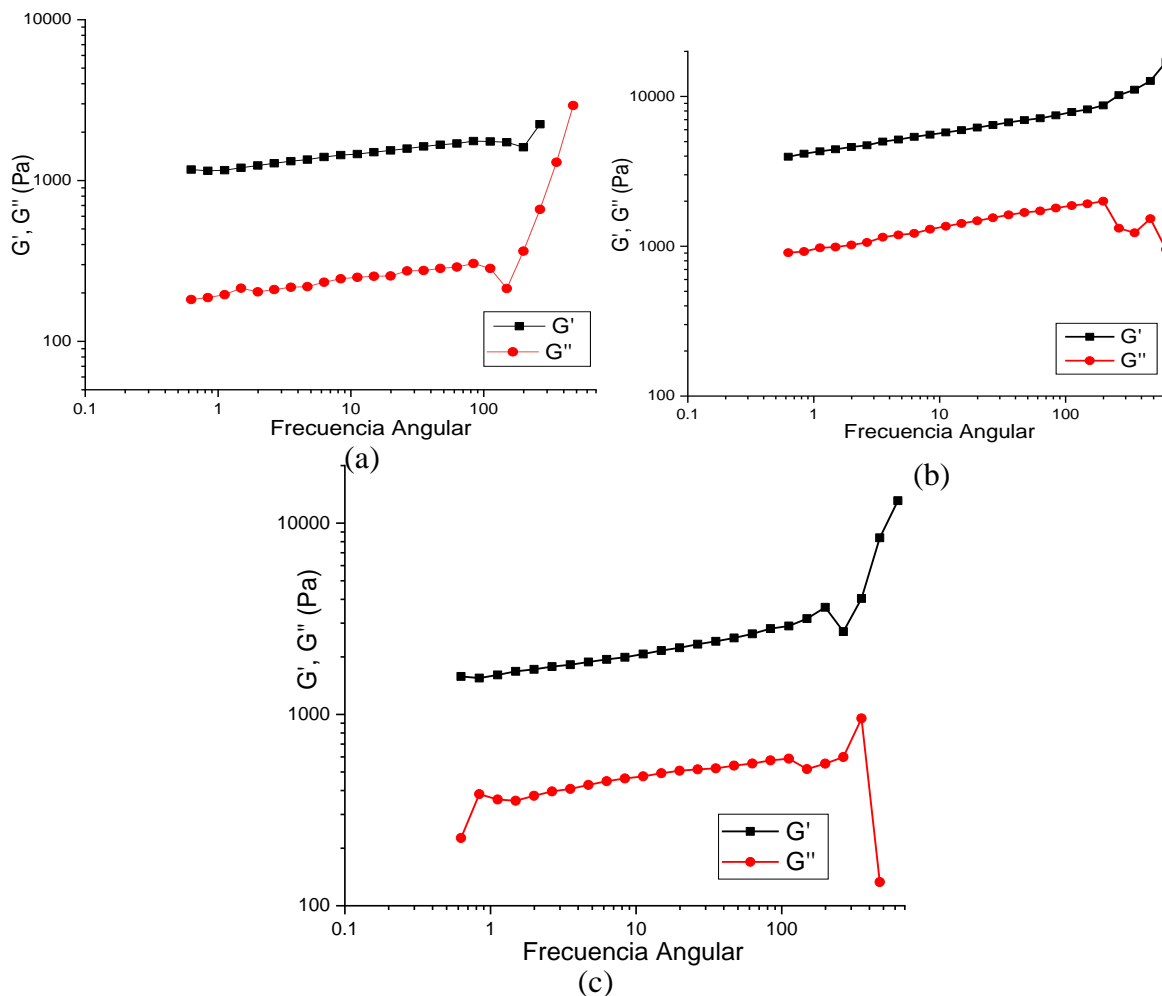 10000
1000
100
G', G" (Pa)
G'
G"
0.1
1
10
100
Frecuencia Angular
(a)
10000
1000
100
G', G" (Pa)
G'
G"
0.1
1
10
100
Frecuencia Angular
(b)
10000
1000
100
G', G" (Pa)
G'
G"
0.1
1
10
100
Frecuencia Angular
(c)